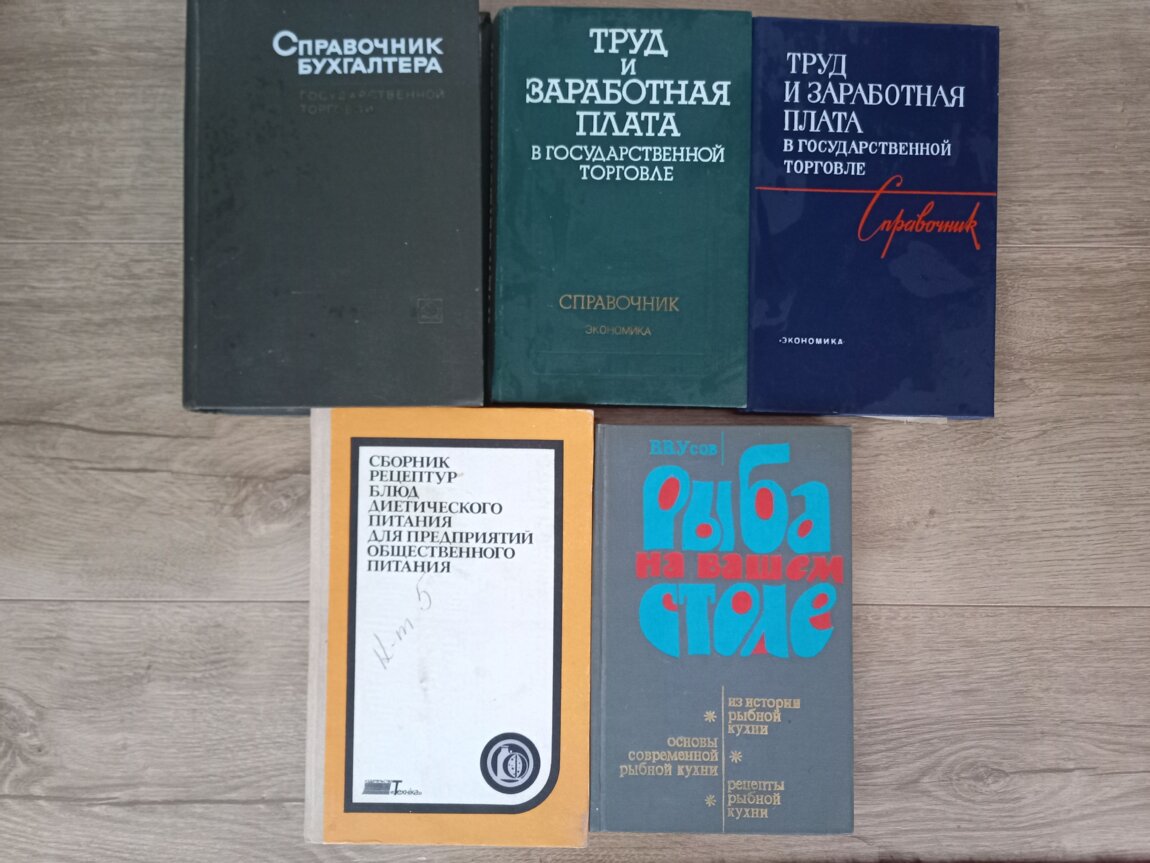 СПРАВОЧНИК
БУХГАЛТЕРА
ГОСУДАРСТВЕННОЙ
ТОРГОВЛИ
ТРУД
И
ЗАРАБОТНАЯ
ПЛАТА
В ГОСУДАРСТВЕННОЙ
ТОРГОВЛЕ
СПРАВОЧНИК
ЭКОНОМИКА
ТРУД
И ЗАРАБОТНАЯ
ПЛАТА
В ГОСУДАРСТВЕННОЙ
ТОРГОВЛЕ
Справочник
·ЭКОНОМИКА·
СБОРНИК
РЕЦЕПТУР
БЛЮД
ДИЕТИЧЕСКОГО
ПИТАНИЯ
ДЛЯ ПРЕДПРИЯТИЙ
ОБЩЕСТВЕННОГО
ПИТАНИЯ
К-т 5
«Техніка»
В.В.Усов
РЫБА
на вашем
СТОЛЕ
из истории
рыбной
кухни
основы
современной
рыбной кухни
рецепты
рыбной
кухни